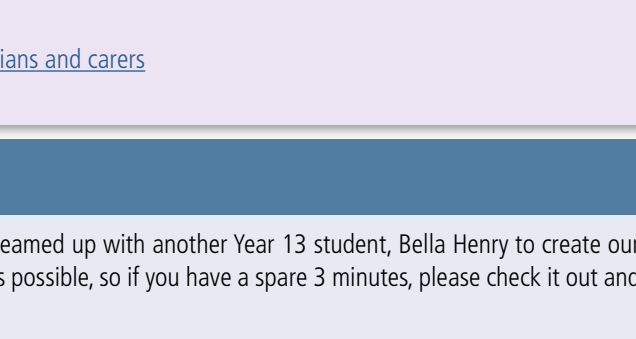 ians and carers
eamed up with another Year 13 student, Bella Henry to create our
s possible, so if you have a spare 3 minutes, please check it out and